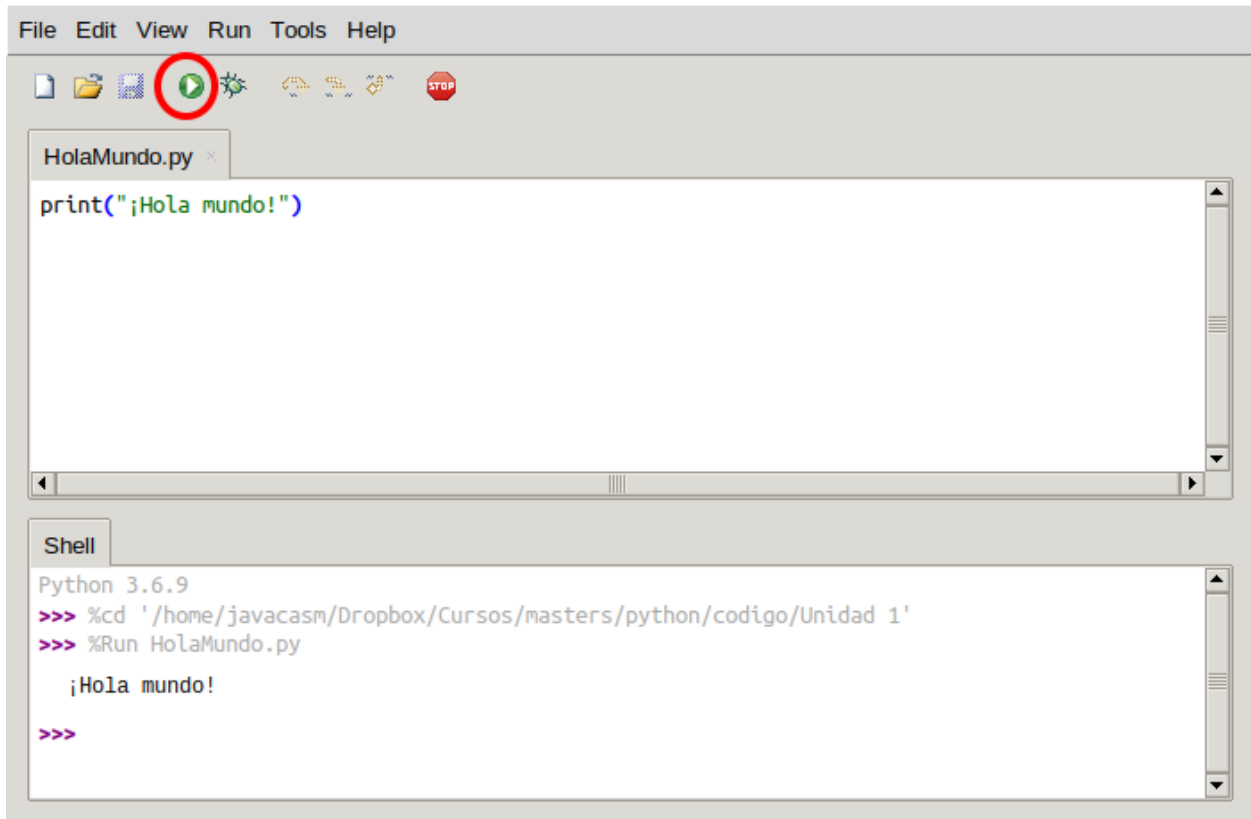 File Edit View Run Tools Help
STOP
HolaMundo.py
print("¡Hola mundo!")
Shell
Python 3.6.9
>>> %cd '/home/javacasm/Dropbox/Cursos/masters/python/codigo/Unidad 1'
>>> %Run HolaMundo.py
¡Hola mundo!
>>>